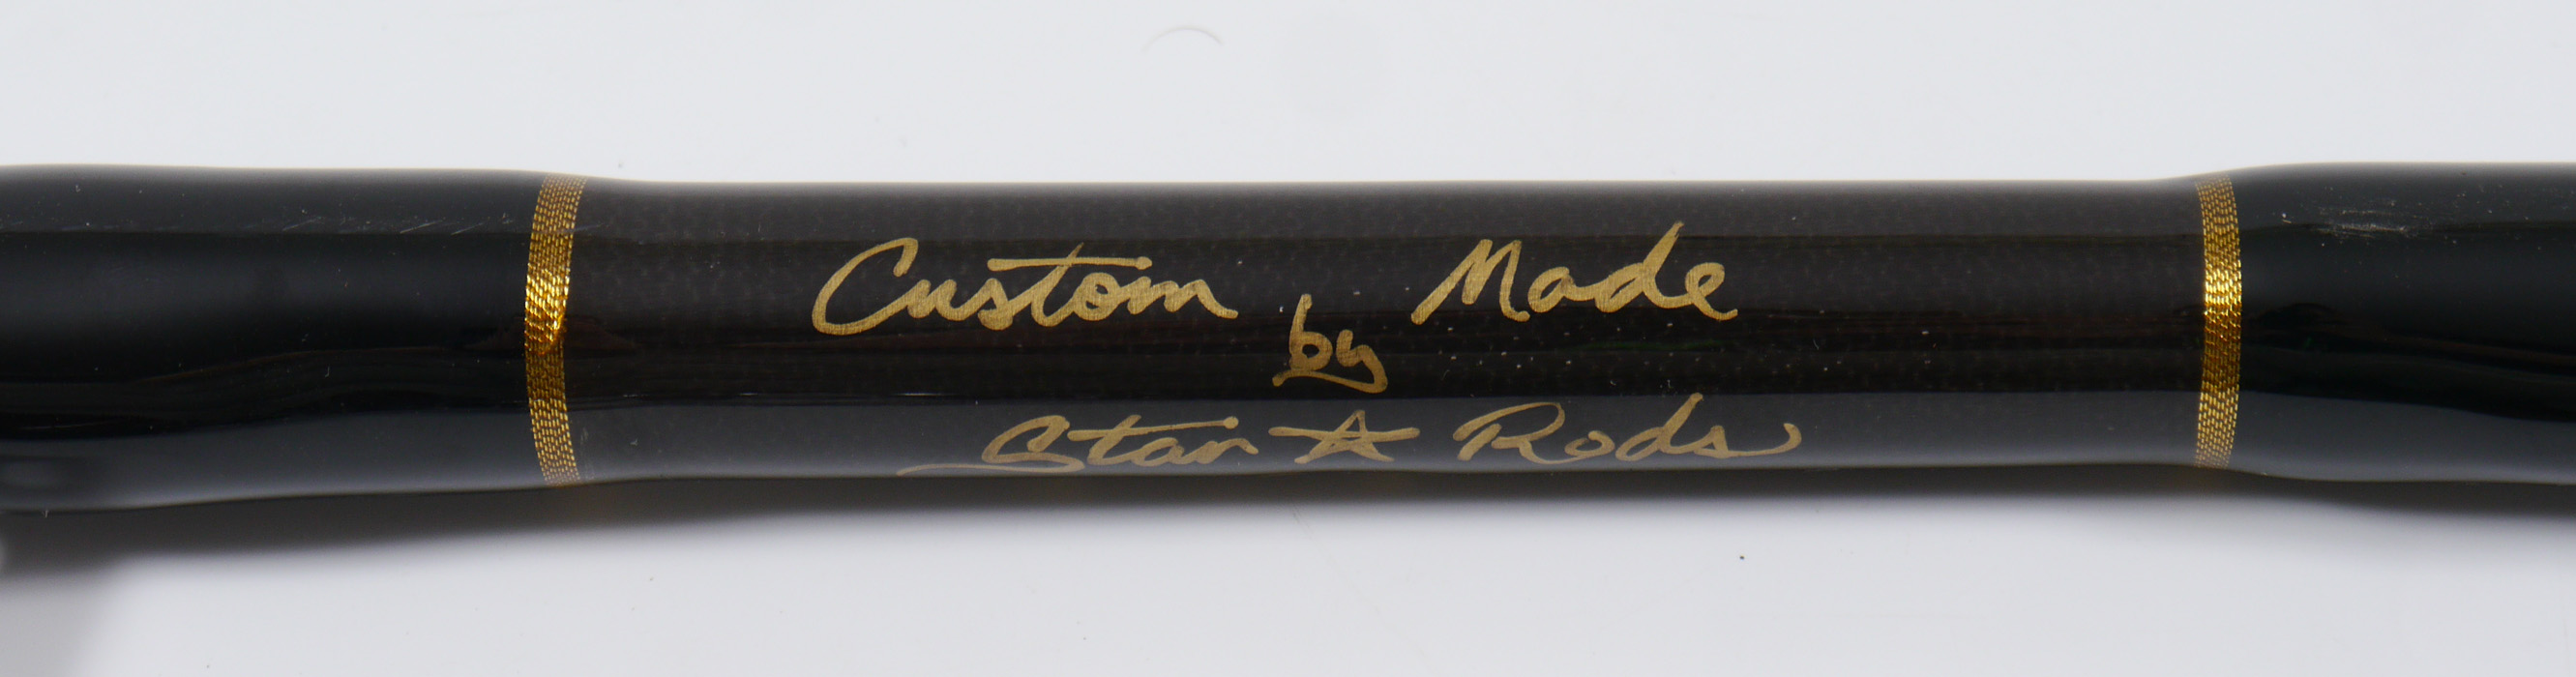 Custom Made
by
Star ☆ Rods